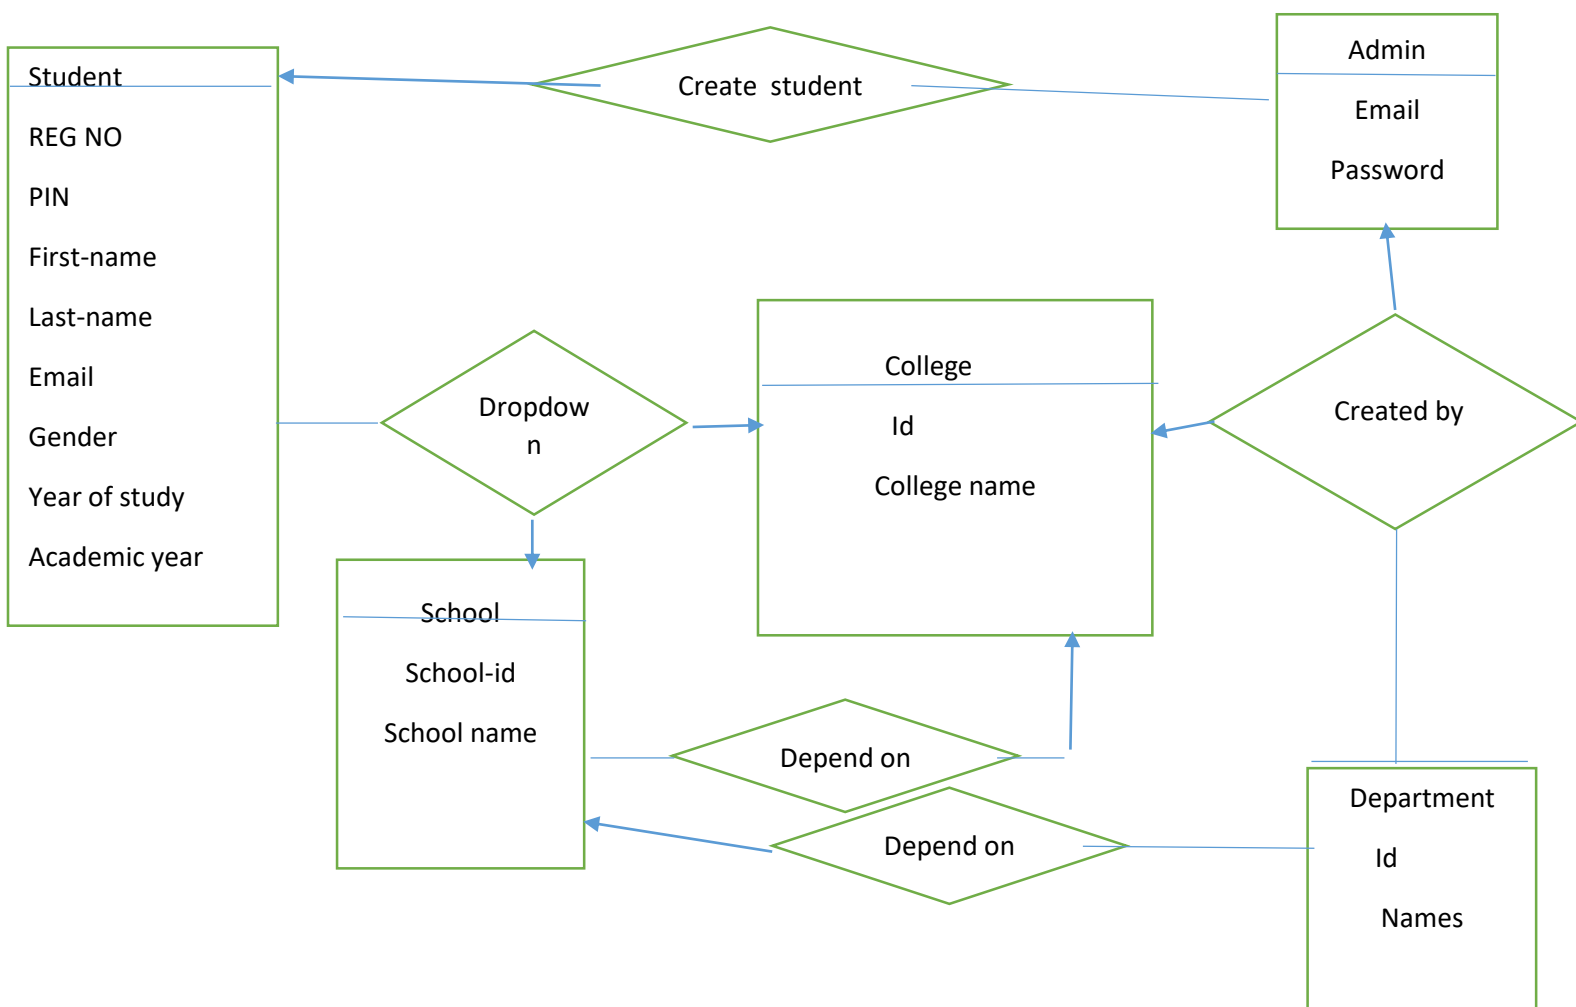 Student
REG NO
PIN
First-name
Last-name
Email
Gender
Year of study
Academic year
Create  student
Admin
Email
Password
Dropdow
n
College
Id
College name
Created by
School
School-id
School name
Depend on
Depend on
Department
Id
Names